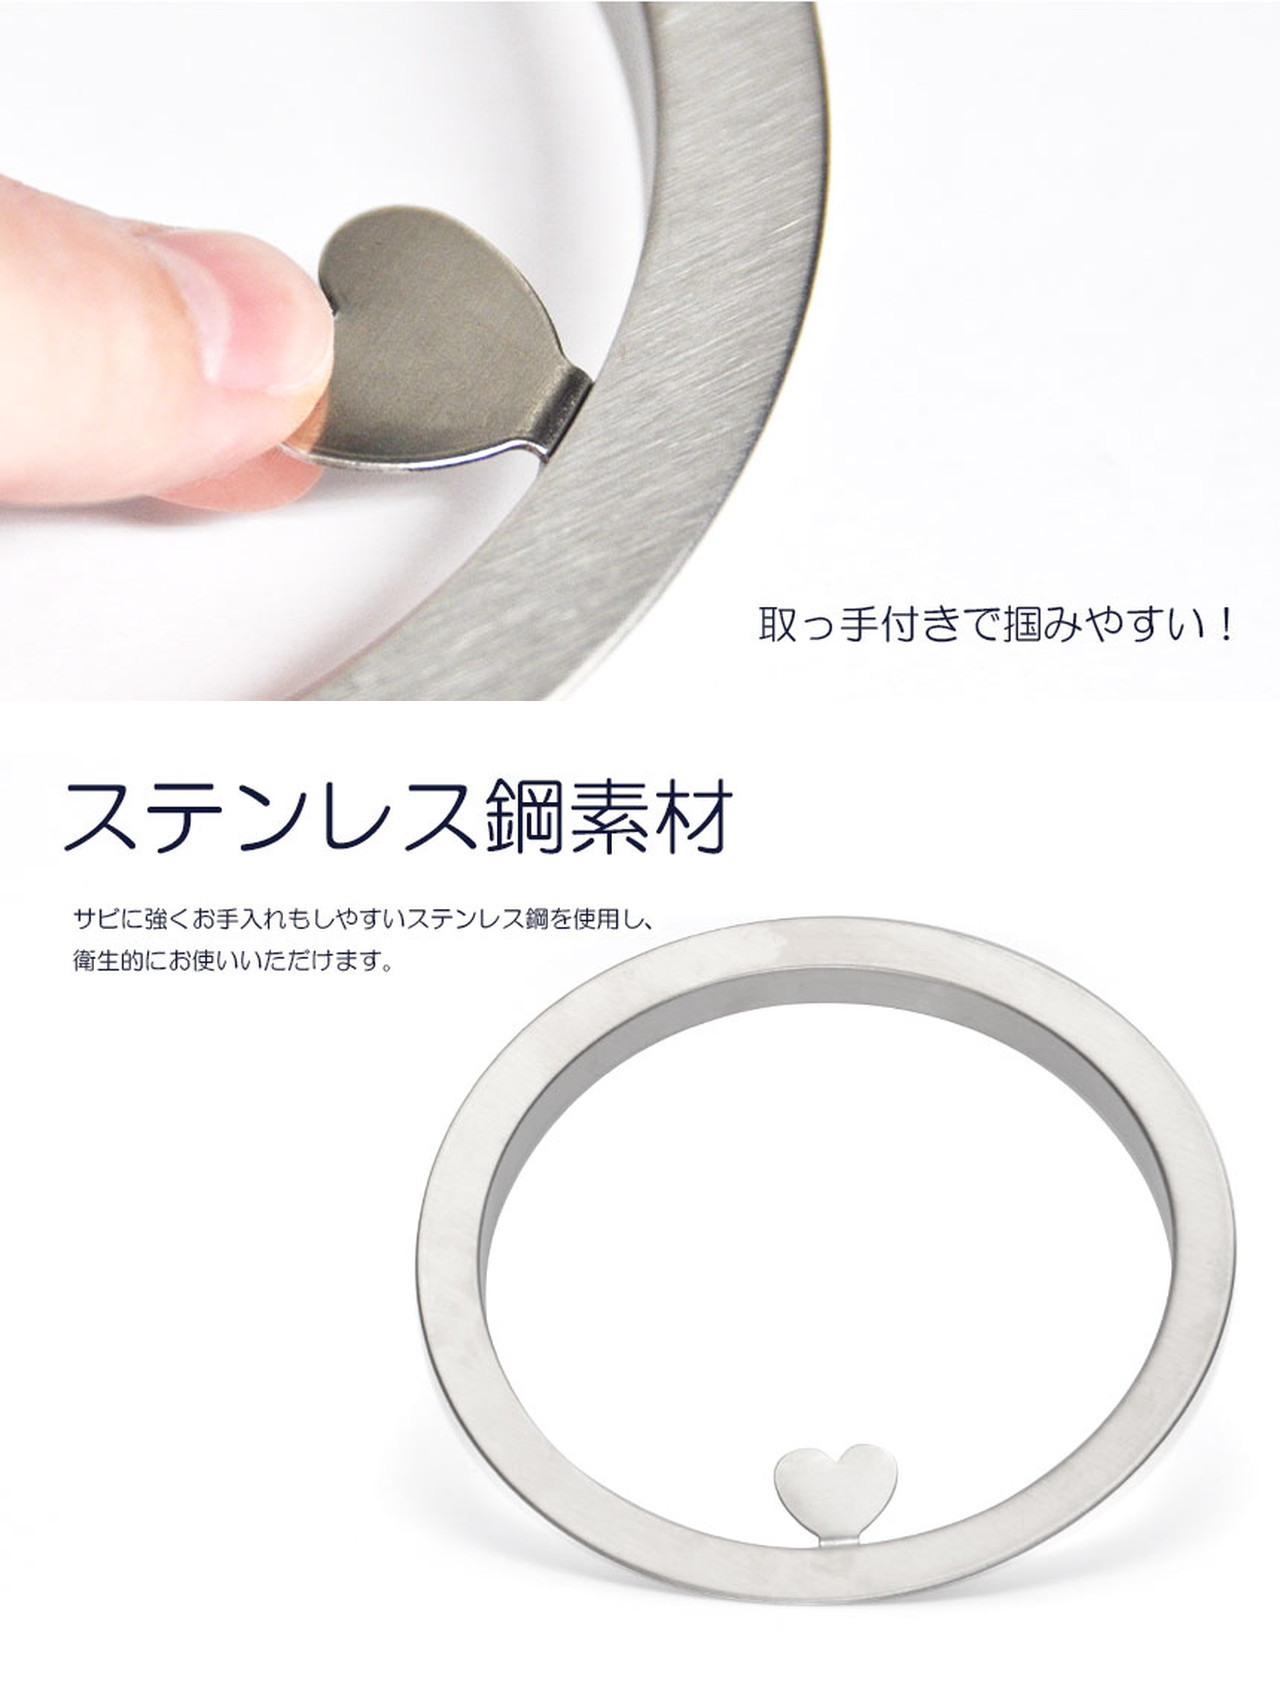 取っ手付きで掴みやすい！
ステンレス鋼素材
サビに強くお手入れもしやすいステンレス鋼を使用し、
衛生的にお使いいただけます。